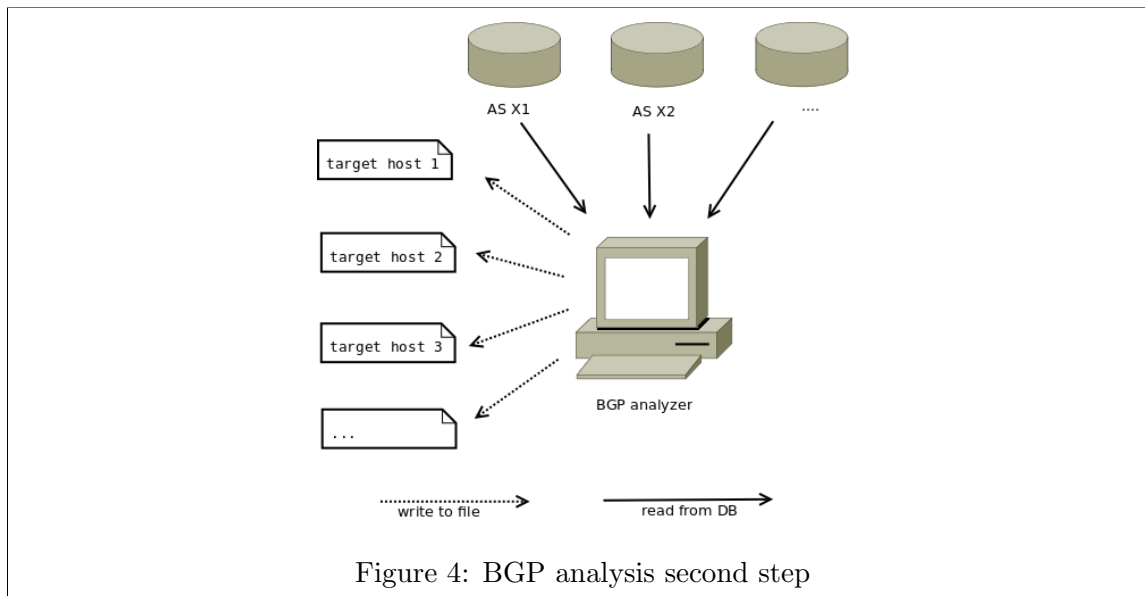 AS X1
AS X2
....
target host 1
target host 2
target host 3
...
BGP analyzer
write to file
read from DB
Figure 4: BGP analysis second step